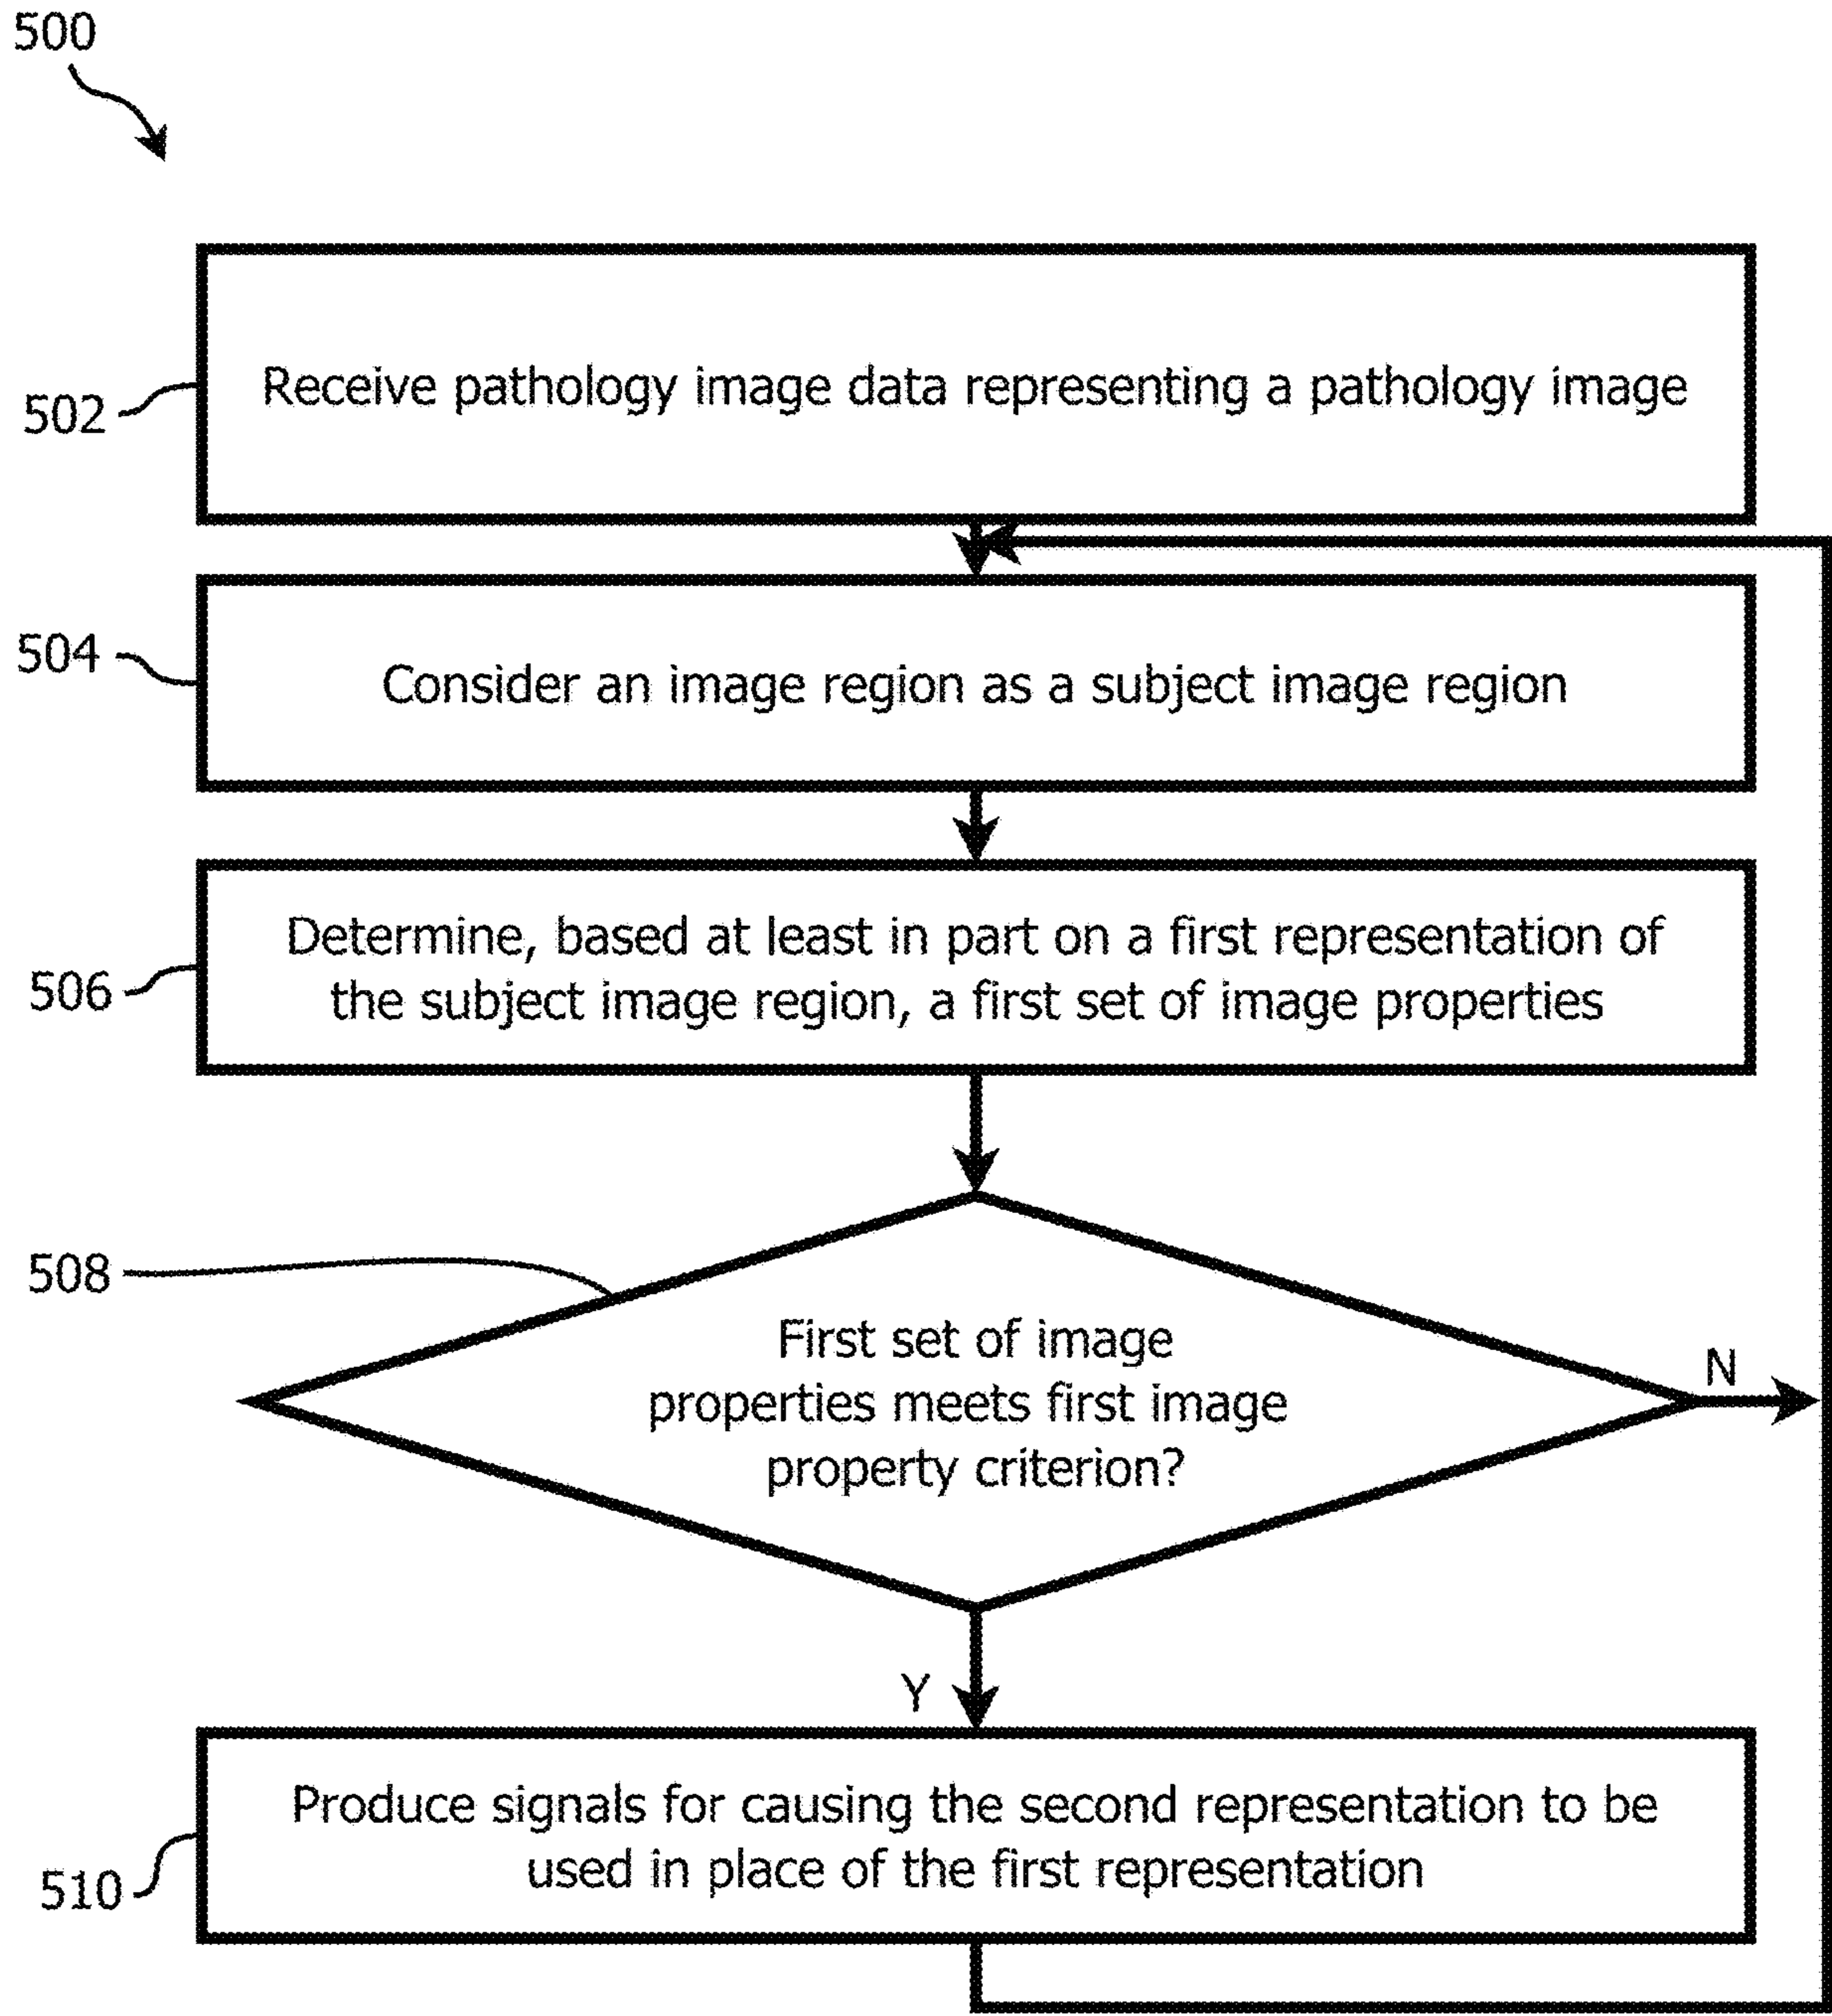 500
502
Receive pathology image data representing a pathology image
504
Consider an image region as a subject image region
506
Determine, based at least in part on a first representation of
the subject image region, a first set of image properties
508
First set of image
properties meets first image
property criterion?
N
Y
510
Produce signals for causing the second representation to be
used in place of the first representation